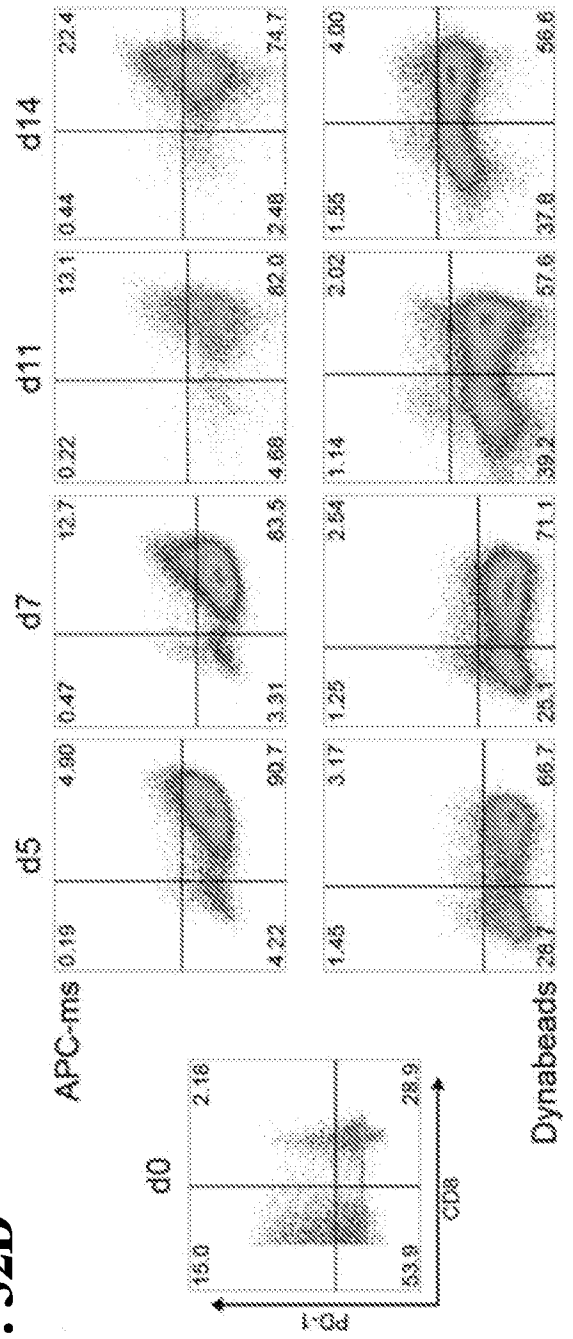 d5 d7 d11 d14
APC-ms
0.19 4.90 0.47 12.7 0.22 13.1 0.44 22.4
4.22 90.7 3.31 83.5 4.68 82.0 2.48 74.7
d0
15.0 2.18
53.9 28.9
PD-1
CD8
1.45 3.17 1.25 2.54 1.14 2.02 1.55 4.00
28.7 66.7 25.1 71.1 39.2 57.6 37.8 56.6
Dynabeads